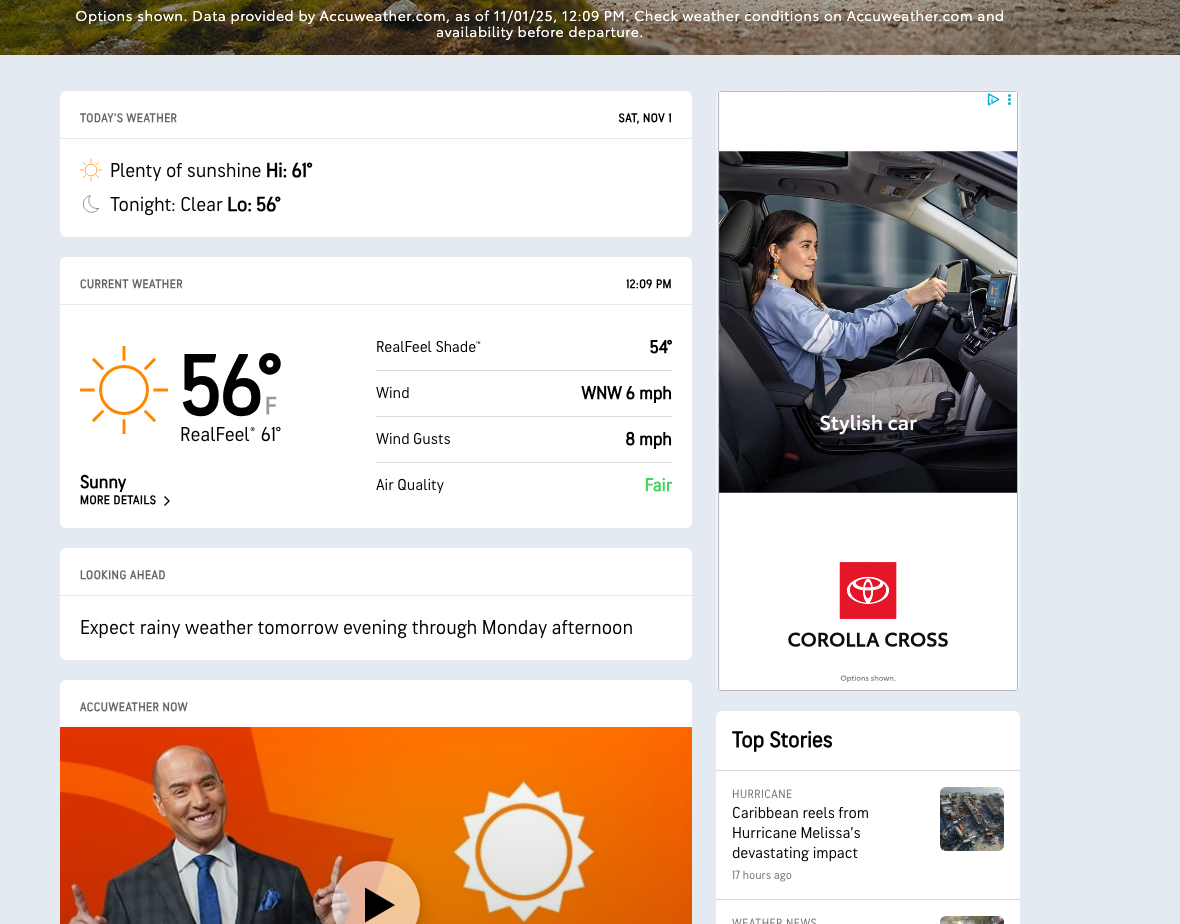 Options shown. Data provided by Accuweather.com, as of 11/01/25, 12:09 PM. Check weather conditions on Accuweather.com and
availability before departure.
TODAY'S WEATHER
SAT, NOV 1
Plenty of sunshine Hi: 61°
Tonight: Clear Lo: 56°
CURRENT WEATHER
12:09 PM
56°F
RealFeel® 61°
Sunny
MORE DETAILS
RealFeel Shade™ 54°
Wind WNW 6 mph
Wind Gusts 8 mph
Air Quality Fair
LOOKING AHEAD
Expect rainy weather tomorrow evening through Monday afternoon
ACCUWEATHER NOW
Stylish car
COROLLA CROSS
Options shown.
Top Stories
HURRICANE
Caribbean reels from
Hurricane Melissa's
devastating impact
17 hours ago
WEATHER NEWS